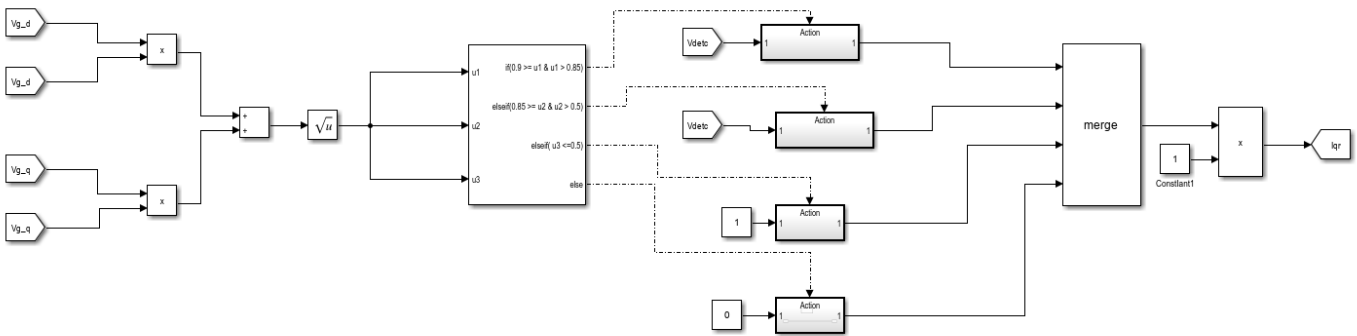 Vg_d
x
Vg_d
+
+
√u
Vg_q
x
Vg_q
u1
u2
u3
if(0.9 >= u1 & u1 > 0.85)
elseif(0.85 >= u2 & u2 > 0.5)
elseif( u3 <=0.5)
else
Vdetc
Action
1
1
Vdetc
Action
1
1
1
Action
1
1
0
Action
1
1
merge
1
Constlant1
x
Iqr